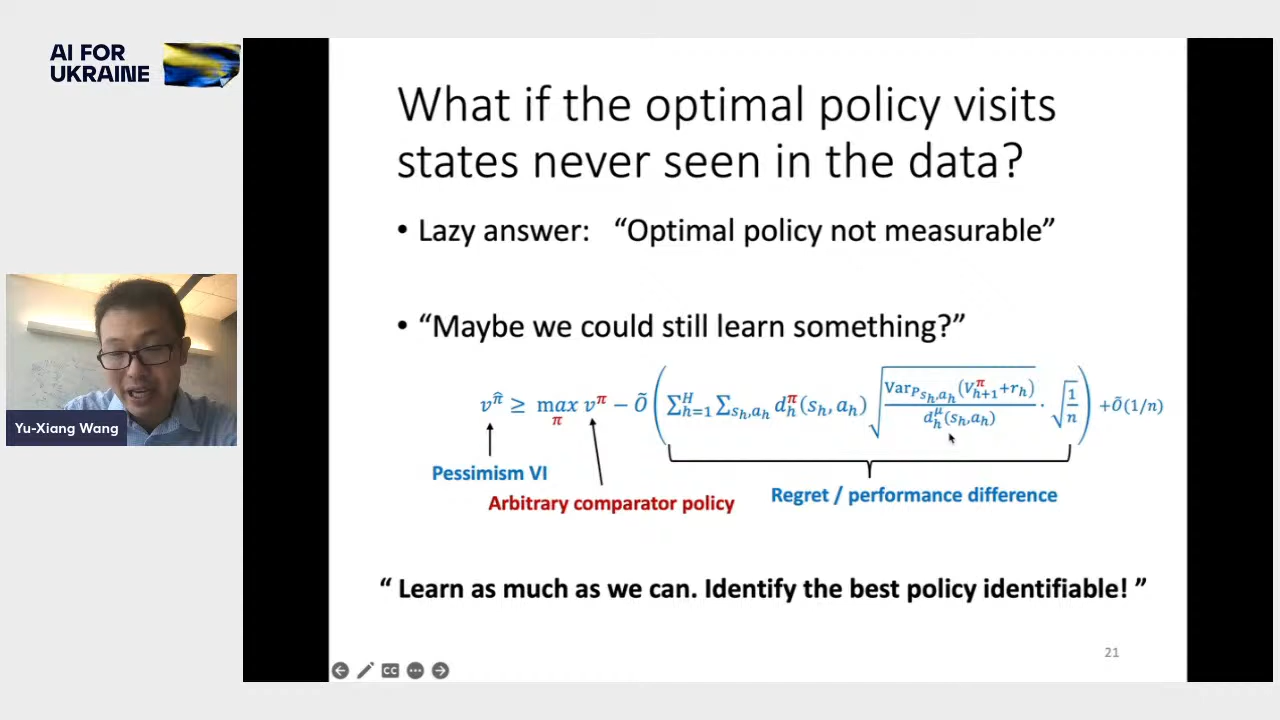 AI FOR
UKRAINE
What if the optimal policy visits
states never seen in the data?
• Lazy answer: “Optimal policy not measurable”
• “Maybe we could still learn something?”
v^π̂ ≥ max_π v^π − Õ(∑_{h=1}^H ∑_{s_h,a_h} d_h^π(s_h,a_h) √(Var_{P_{s_h,a_h}}(V_{h+1}^π+r_h) / d_h^μ(s_h,a_h)) · √(1/n)) +Õ(1/n)
Pessimism VI
Arbitrary comparator policy
Regret / performance difference
“ Learn as much as we can. Identify the best policy identifiable! ”
21
CC
Yu-Xiang Wang